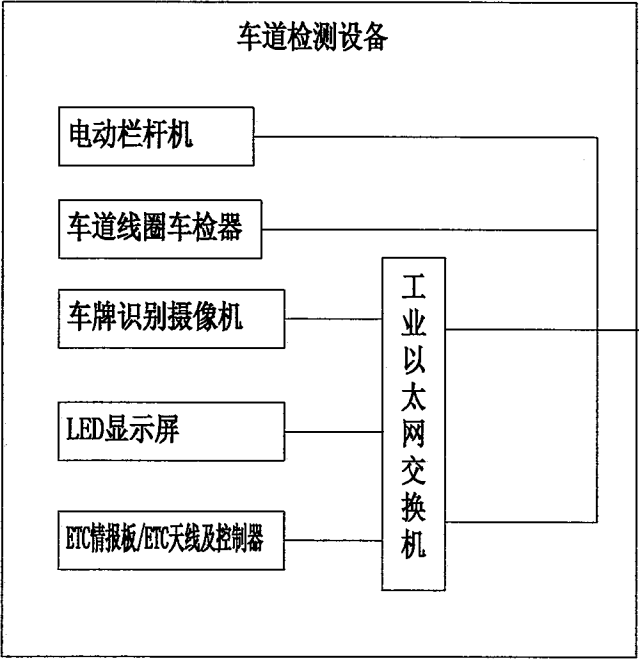 车道检测设备
电动栏杆机
车道线圈车检器
车牌识别摄像机
LED显示屏
ETC情报板/ETC天线及控制器
工业以太网交换机